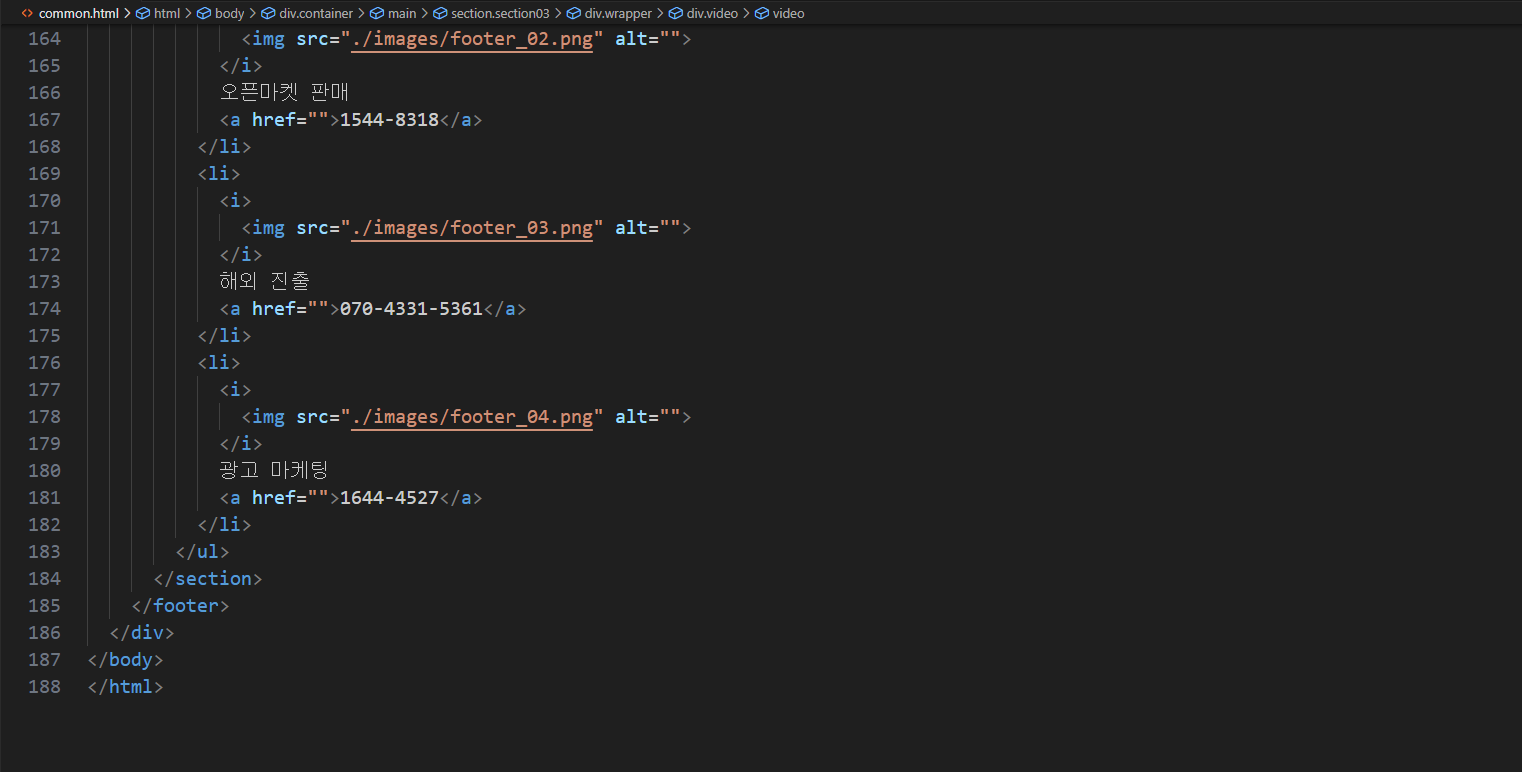 common.html > html > body > div.container > main > section.section03 > div.wrapper > div.video > video
164 <img src="./images/footer_02.png" alt="">
165 </i>
166 오픈마켓 판매
167 <a href="">1544-8318</a>
168 </li>
169 <li>
170 <i>
171 <img src="./images/footer_03.png" alt="">
172 </i>
173 해외 진출
174 <a href="">070-4331-5361</a>
175 </li>
176 <li>
177 <i>
178 <img src="./images/footer_04.png" alt="">
179 </i>
180 광고 마케팅
181 <a href="">1644-4527</a>
182 </li>
183 </ul>
184 </section>
185 </footer>
186 </div>
187 </body>
188 </html>